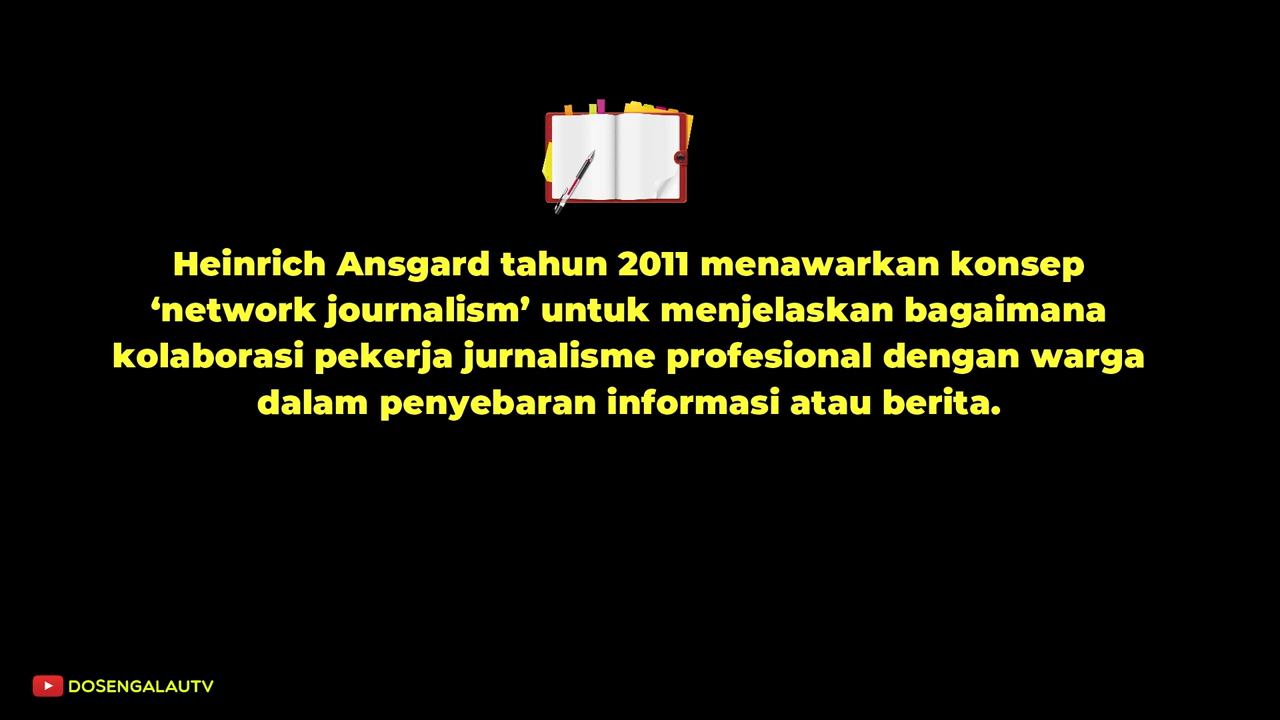 Heinrich Ansgard tahun 2011 menawarkan konsep
‘network journalism’ untuk menjelaskan bagaimana
kolaborasi pekerja jurnalisme profesional dengan warga
dalam penyebaran informasi atau berita.
DOSENGALAUTV